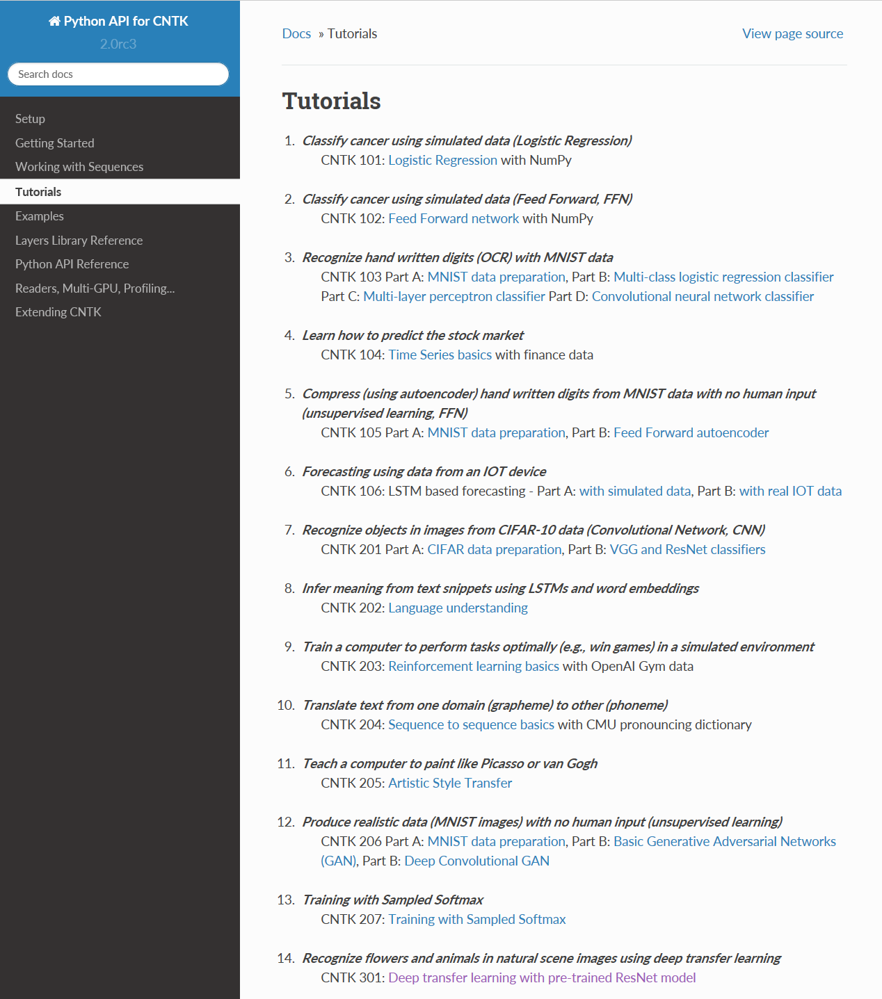 Python API for CNTK
2.0rc3
Search docs
Setup
Getting Started
Working with Sequences
Tutorials
Examples
Layers Library Reference
Python API Reference
Readers, Multi-GPU, Profiling...
Extending CNTK
Docs » Tutorials
View page source
Tutorials
1. Classify cancer using simulated data (Logistic Regression)
CNTK 101: Logistic Regression with NumPy
2. Classify cancer using simulated data (Feed Forward, FFN)
CNTK 102: Feed Forward network with NumPy
3. Recognize hand written digits (OCR) with MNIST data
CNTK 103 Part A: MNIST data preparation, Part B: Multi-class logistic regression classifier
Part C: Multi-layer perceptron classifier Part D: Convolutional neural network classifier
4. Learn how to predict the stock market
CNTK 104: Time Series basics with finance data
5. Compress (using autoencoder) hand written digits from MNIST data with no human input
(unsupervised learning, FFN)
CNTK 105 Part A: MNIST data preparation, Part B: Feed Forward autoencoder
6. Forecasting using data from an IOT device
CNTK 106: LSTM based forecasting - Part A: with simulated data, Part B: with real IOT data
7. Recognize objects in images from CIFAR-10 data (Convolutional Network, CNN)
CNTK 201 Part A: CIFAR data preparation, Part B: VGG and ResNet classifiers
8. Infer meaning from text snippets using LSTMs and word embeddings
CNTK 202: Language understanding
9. Train a computer to perform tasks optimally (e.g., win games) in a simulated environment
CNTK 203: Reinforcement learning basics with OpenAI Gym data
10. Translate text from one domain (grapheme) to other (phoneme)
CNTK 204: Sequence to sequence basics with CMU pronouncing dictionary
11. Teach a computer to paint like Picasso or van Gogh
CNTK 205: Artistic Style Transfer
12. Produce realistic data (MNIST images) with no human input (unsupervised learning)
CNTK 206 Part A: MNIST data preparation, Part B: Basic Generative Adversarial Networks
(GAN), Part B: Deep Convolutional GAN
13. Training with Sampled Softmax
CNTK 207: Training with Sampled Softmax
14. Recognize flowers and animals in natural scene images using deep transfer learning
CNTK 301: Deep transfer learning with pre-trained ResNet model